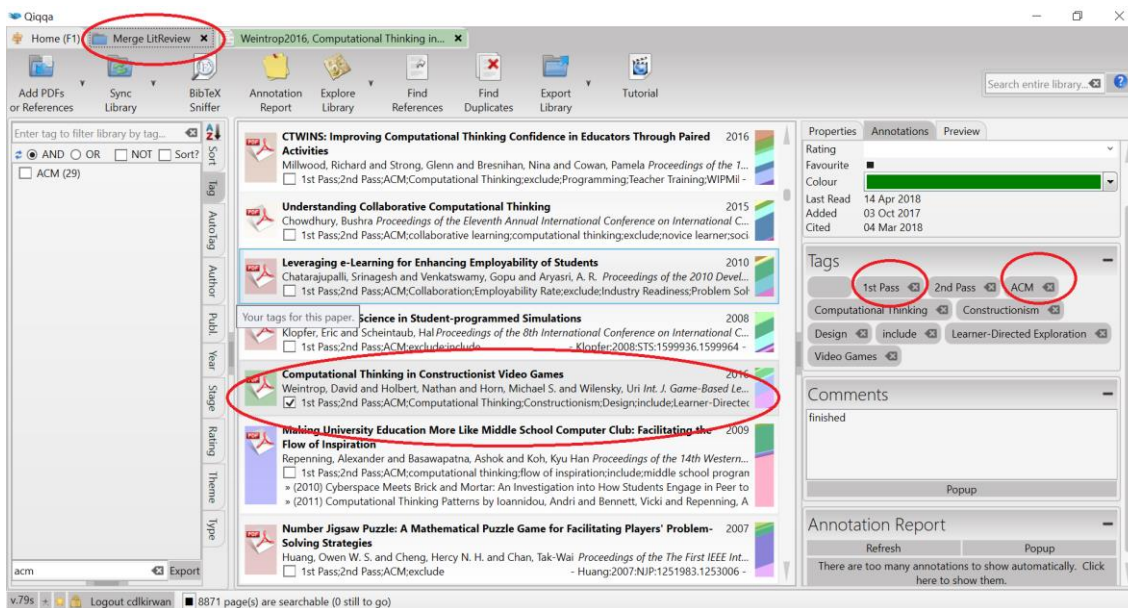 Qiqqa
Home (F1)
Merge LitReview
Weintrop2016, Computational Thinking in...
Add PDFs
or References
Sync
Library
BibTeX
Sniffer
Annotation
Report
Explore
Library
Find
References
Find
Duplicates
Export
Library
Tutorial
Search entire library...
Enter tag to filter library by tag...
AND OR NOT Sort?
ACM (29)
acm
Export
Sort
Tag
AutoTag
Author
Publ
Year
Stage
Rating
Theme
Type
CTWINS: Improving Computational Thinking Confidence in Educators Through Paired 2016
Activities
Millwood, Richard and Strong, Glenn and Bresnihan, Nina and Cowan, Pamela Proceedings of the 1...
1st Pass;2nd Pass;ACM;Computational Thinking;exclude;Programming;Teacher Training;WIPMil -
Understanding Collaborative Computational Thinking 2015
Chowdhury, Bushra Proceedings of the Eleventh Annual International Conference on International C...
1st Pass;2nd Pass;ACM;collaborative learning;computational thinking;exclude;novice learner;soci
Leveraging e-Learning for Enhancing Employability of Students 2010
Chatarajupalli, Srinagesh and Venkatswamy, Gopu and Aryasri, A. R. Proceedings of the 2010 Devel...
1st Pass;2nd Pass;ACM;Collaboration;Employability Rate;exclude;Industry Readiness;Problem Sol
Your tags for this paper.
Science in Student-programmed Simulations 2008
Klopfer, Eric and Scheintaub, Hal Proceedings of the 8th International Conference on International C...
1st Pass;2nd Pass;ACM;exclude;include - Klopfer:2008:STS:1599936.1599964 -
Computational Thinking in Constructionist Video Games 2016
Weintrop, David and Holbert, Nathan and Horn, Michael S. and Wilensky, Uri Int. J. Game-Based Le...
1st Pass;2nd Pass;ACM;Computational Thinking;Constructionism;Design;include;Learner-Directed
Making University Education More Like Middle School Computer Club: Facilitating the 2009
Flow of Inspiration
Repenning, Alexander and Basawapatna, Ashok and Koh, Kyu Han Proceedings of the 14th Western...
1st Pass;2nd Pass;ACM;computational thinking;flow of inspiration;include;middle school program
» (2010) Cyberspace Meets Brick and Mortar: An Investigation into How Students Engage in Peer to
» (2011) Computational Thinking Patterns by Ioannidou, Andri and Bennett, Vicki and Repenning, A
Number Jigsaw Puzzle: A Mathematical Puzzle Game for Facilitating Players' Problem- 2007
Solving Strategies
Huang, Owen W. S. and Cheng, Hercy N. H. and Chan, Tak-Wai Proceedings of the The First IEEE Int...
1st Pass;2nd Pass;ACM;exclude - Huang:2007:NJP:1251983.1253006 -
Properties Annotations Preview
Rating
Favourite
Colour
Last Read 14 Apr 2018
Added 03 Oct 2017
Cited 04 Mar 2018
Tags
1st Pass 2nd Pass ACM
Computational Thinking Constructionism
Design include Learner-Directed Exploration
Video Games
Comments
finished
Popup
Annotation Report
Refresh Popup
There are too many annotations to show automatically. Click
here to show them.
v.79s
Logout cdlkirwan
8871 page(s) are searchable (0 still to go)